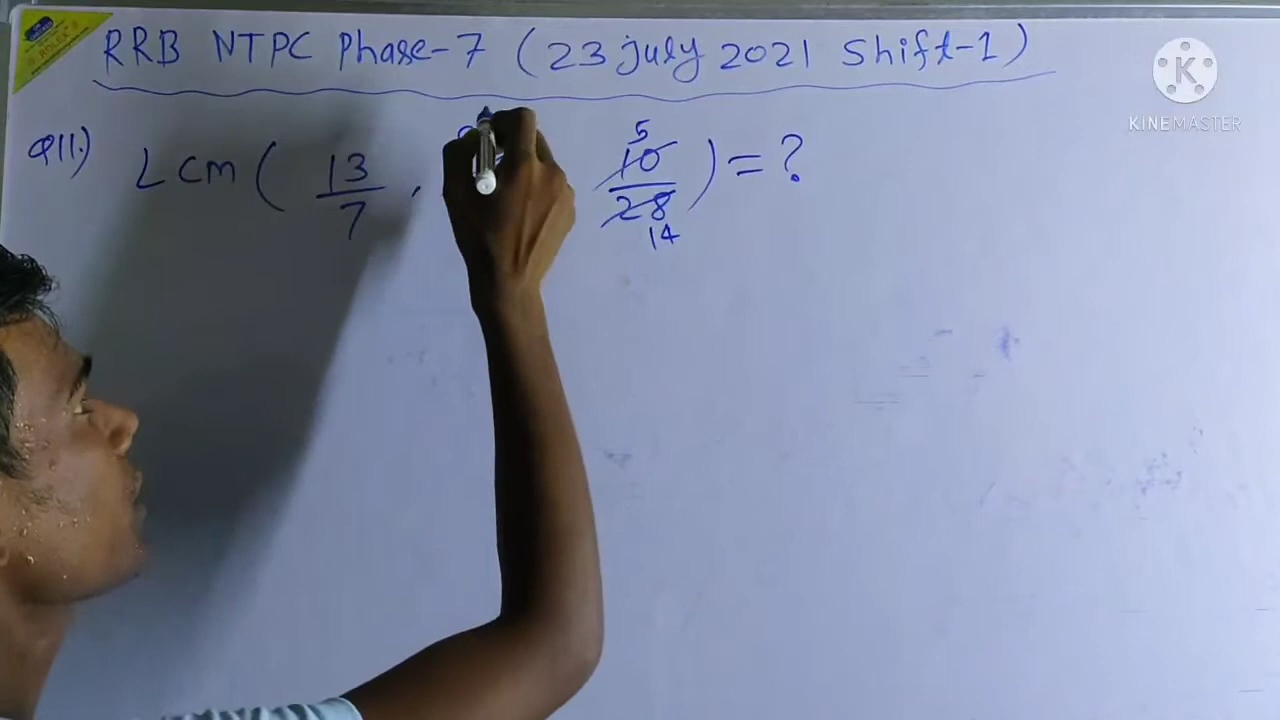 RRB NTPC Phase-7 (23 july 2021 Shift-1)
KINEMASTER
Q11.) LCM ( 13/7 , 10/28 ) = ?
5
14